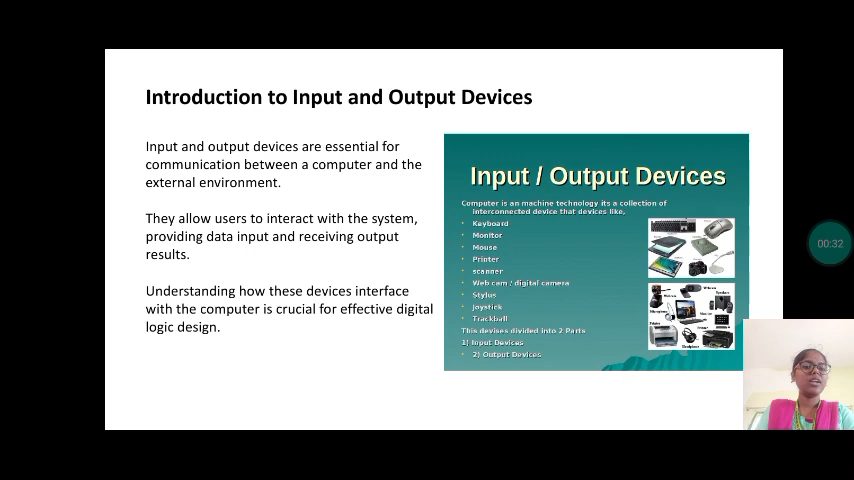 Introduction to Input and Output Devices
Input and output devices are essential for
communication between a computer and the
external environment.
They allow users to interact with the system,
providing data input and receiving output
results.
Understanding how these devices interface
with the computer is crucial for effective digital
logic design.
Input / Output Devices
Computer is an machine technology its a collection of
interconnected device that devices like,
Keyboard
Monitor
Mouse
Printer
scanner
Web cam / digital camera
Stylus
Joystick
Trackball
This devises divided into 2 Parts
1) Input Devices
2) Output Devices
00:32